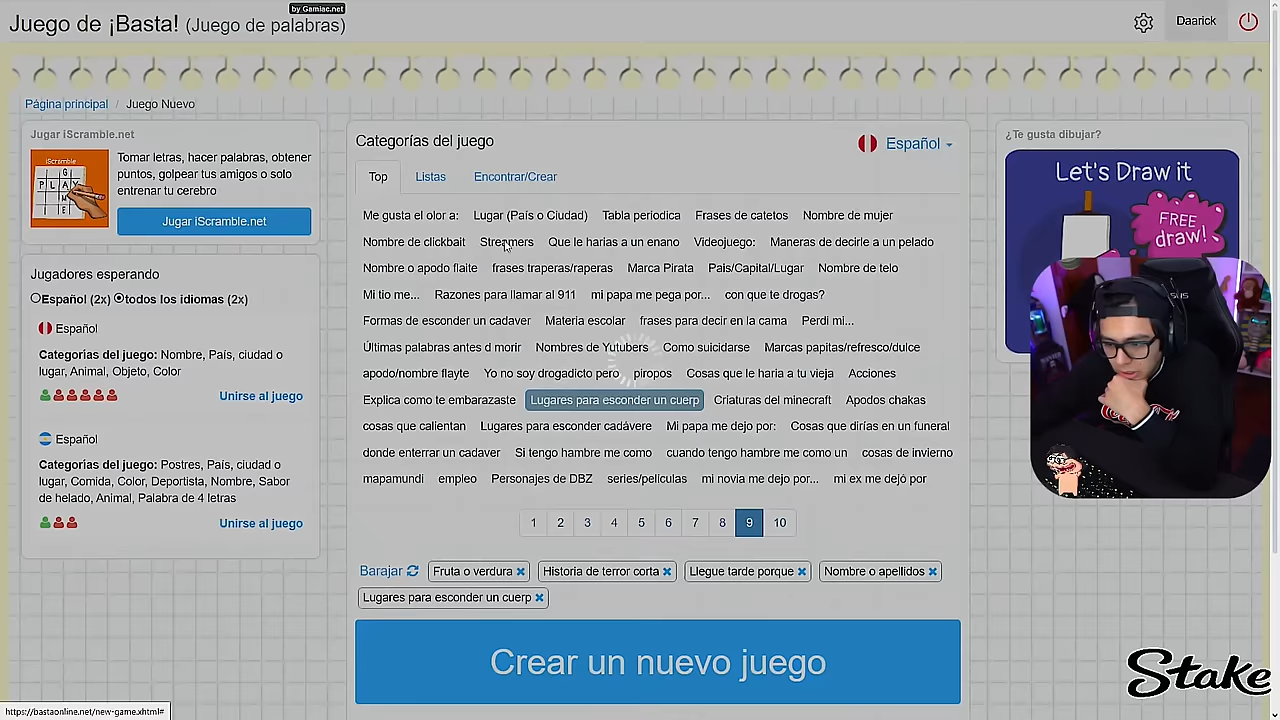 by Gamiac.net
Juego de ¡Basta! (Juego de palabras)
Daarick
Página principal / Juego Nuevo
Jugar iScramble.net
iScramble
Tomar letras, hacer palabras, obtener
puntos, golpear tus amigos o solo
entrenar tu cerebro
Jugar iScramble.net
Jugadores esperando
Español (2x) todos los idiomas (2x)
Español
Categorías del juego: Nombre, País, ciudad o
lugar, Animal, Objeto, Color
Unirse al juego
Español
Categorías del juego: Postres, País, ciudad o
lugar, Comida, Color, Deportista, Nombre, Sabor
de helado, Animal, Palabra de 4 letras
Unirse al juego
Categorías del juego
Español
Top Listas Encontrar/Crear
Me gusta el olor a: Lugar (País o Ciudad) Tabla periodica Frases de catetos Nombre de mujer
Nombre de clickbait Streamers Que le harias a un enano Videojuego: Maneras de decirle a un pelado
Nombre o apodo flaite frases traperas/raperas Marca Pirata Pais/Capital/Lugar Nombre de telo
Mi tio me... Razones para llamar al 911 mi papa me pega por... con que te drogas?
Formas de esconder un cadaver Materia escolar frases para decir en la cama Perdi mi...
Últimas palabras antes d morir Nombres de Yutubers Como suicidarse Marcas papitas/refresco/dulce
apodo/nombre flayte Yo no soy drogadicto pero piropos Cosas que le haria a tu vieja Acciones
Explica como te embarazaste Lugares para esconder un cuerp Criaturas del minecraft Apodos chakas
cosas que calientan Lugares para esconder cadávere Mi papa me dejo por: Cosas que dirías en un funeral
donde enterrar un cadaver Si tengo hambre me como cuando tengo hambre me como un cosas de invierno
mapamundi empleo Personajes de DBZ series/peliculas mi novia me dejo por... mi ex me dejó por
1 2 3 4 5 6 7 8 9 10
Barajar Fruta o verdura Historia de terror corta Llegue tarde porque Nombre o apellidos
Lugares para esconder un cuerp
Crear un nuevo juego
¿Te gusta dibujar?
Let's Draw it
FREE
draw!
Stake
https://bastaonline.net/new-game.xhtml#